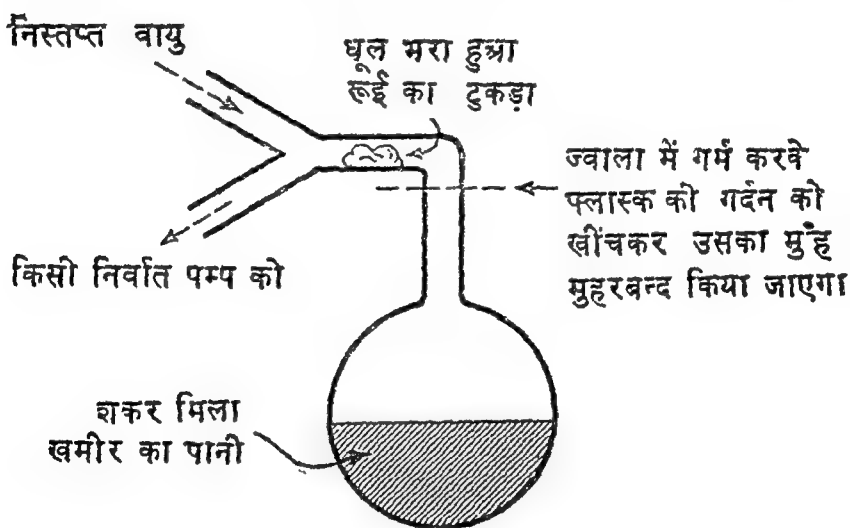 निस्तप्त वायु
धूल भरा हुआ
रूई का टुकड़ा
ज्वाला में गर्म करके
फ्लास्क की गर्दन को
खींचकर उसका मुँह
मुहरबन्द किया जाएगा
किसी निर्वात पम्प को
शकर मिला
खमीर का पानी